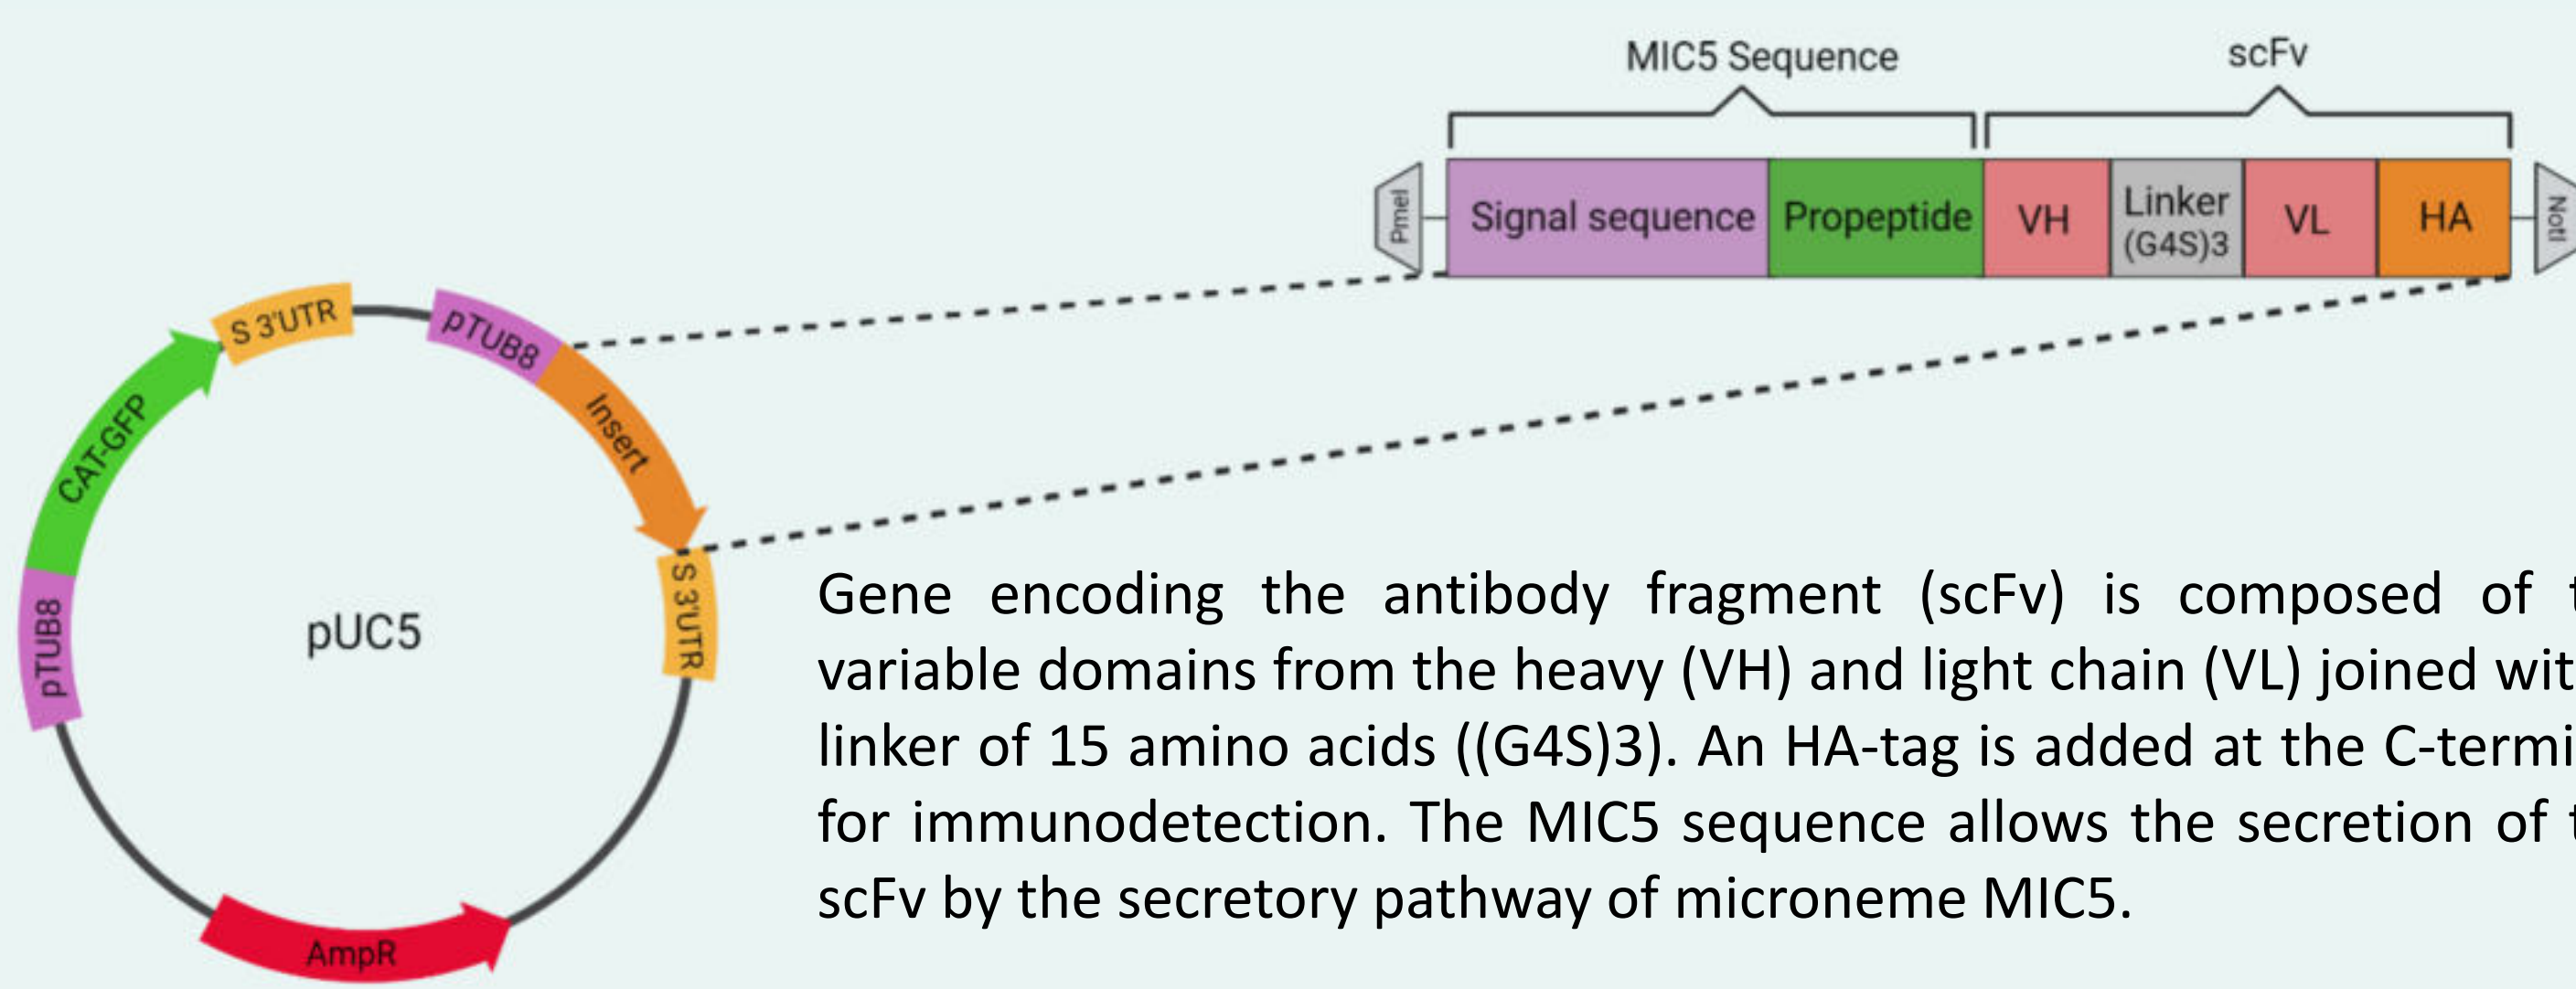 MIC5 Sequence
scFv
PmeI
Signal sequence
Propeptide
VH
Linker
(G4S)3
VL
HA
NotI
S 3'UTR
pTUB8
CAT-GFP
Insert
S 3'UTR
pTUB8
pUC5
AmpR
Gene encoding the antibody fragment (scFv) is composed of
variable domains from the heavy (VH) and light chain (VL) joined
linker of 15 amino acids ((G4S)3). An HA-tag is added at the
for immunodetection. The MIC5 sequence allows the secretion of
scFv by the secretory pathway of microneme MIC5.